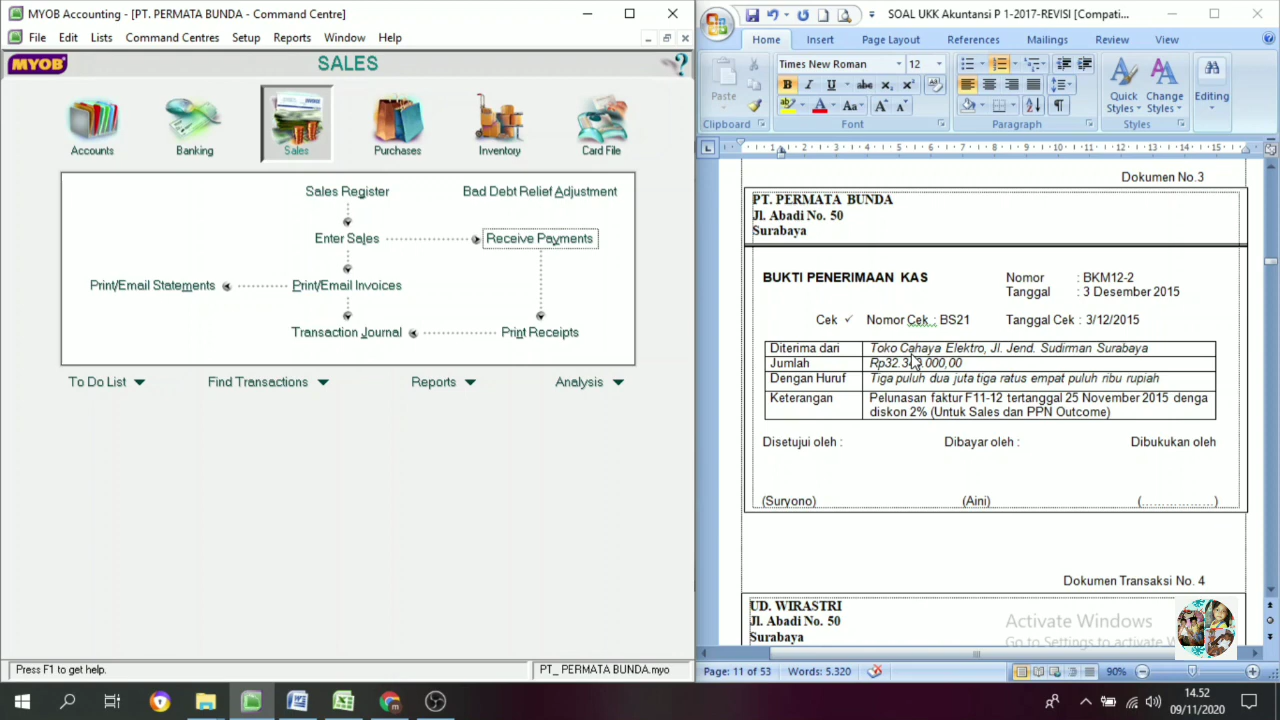 MYOB Accounting - [PT. PERMATA BUNDA - Command Centre]
File Edit Lists Command Centres Setup Reports Window Help
MYOB
SALES
Accounts
Banking
Sales
Purchases
Inventory
Card File
Sales Register
Bad Debt Relief Adjustment
Enter Sales
Receive Payments
Print/Email Statements
Print/Email Invoices
Transaction Journal
Print Receipts
To Do List
Find Transactions
Reports
Analysis
Press F1 to get help.
PT_ PERMATA BUNDA.myo
SOAL UKK Akuntansi P 1-2017-REVISI [Compati...
Home Insert Page Layout References Mailings Review View
Paste
Times New Roman
12
Quick Styles
Change Styles
Editing
Clipboard
Font
Paragraph
Styles
Dokumen No.3
PT. PERMATA BUNDA
Jl. Abadi No. 50
Surabaya
BUKTI PENERIMAAN KAS
Nomor : BKM12-2
Tanggal : 3 Desember 2015
Cek ✓ Nomor Cek : BS21 Tanggal Cek : 3/12/2015
Diterima dari Toko Cahaya Elektro, Jl. Jend. Sudirman Surabaya
Jumlah
Dengan Huruf Tiga puluh dua juta tiga ratus empat puluh ribu rupiah
Keterangan Pelunasan faktur F11-12 tertanggal 25 November 2015 denga
diskon 2% (Untuk Sales dan PPN Outcome)
Disetujui oleh : Dibayar oleh : Dibukukan oleh
(Suryono) (Aini) (................)
Dokumen Transaksi No. 4
UD. WIRASTRI
Jl. Abadi No. 50
Surabaya
Activate Windows
Go to Settings to activate W
Page: 11 of 53 Words: 5.320
90%
14.52
09/11/2020